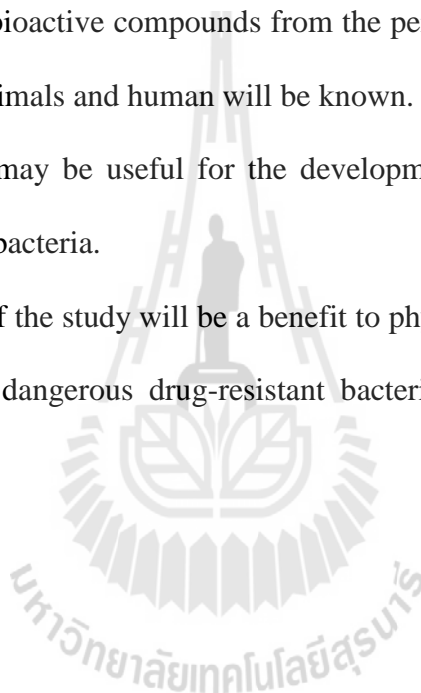 bioactive compounds from the pe
imals and human will be known.
may be useful for the developm
bacteria.
f the study will be a benefit to ph
dangerous drug-resistant bacteri
มหาวิทยาลัยเทคโนโลยีสุรนารี